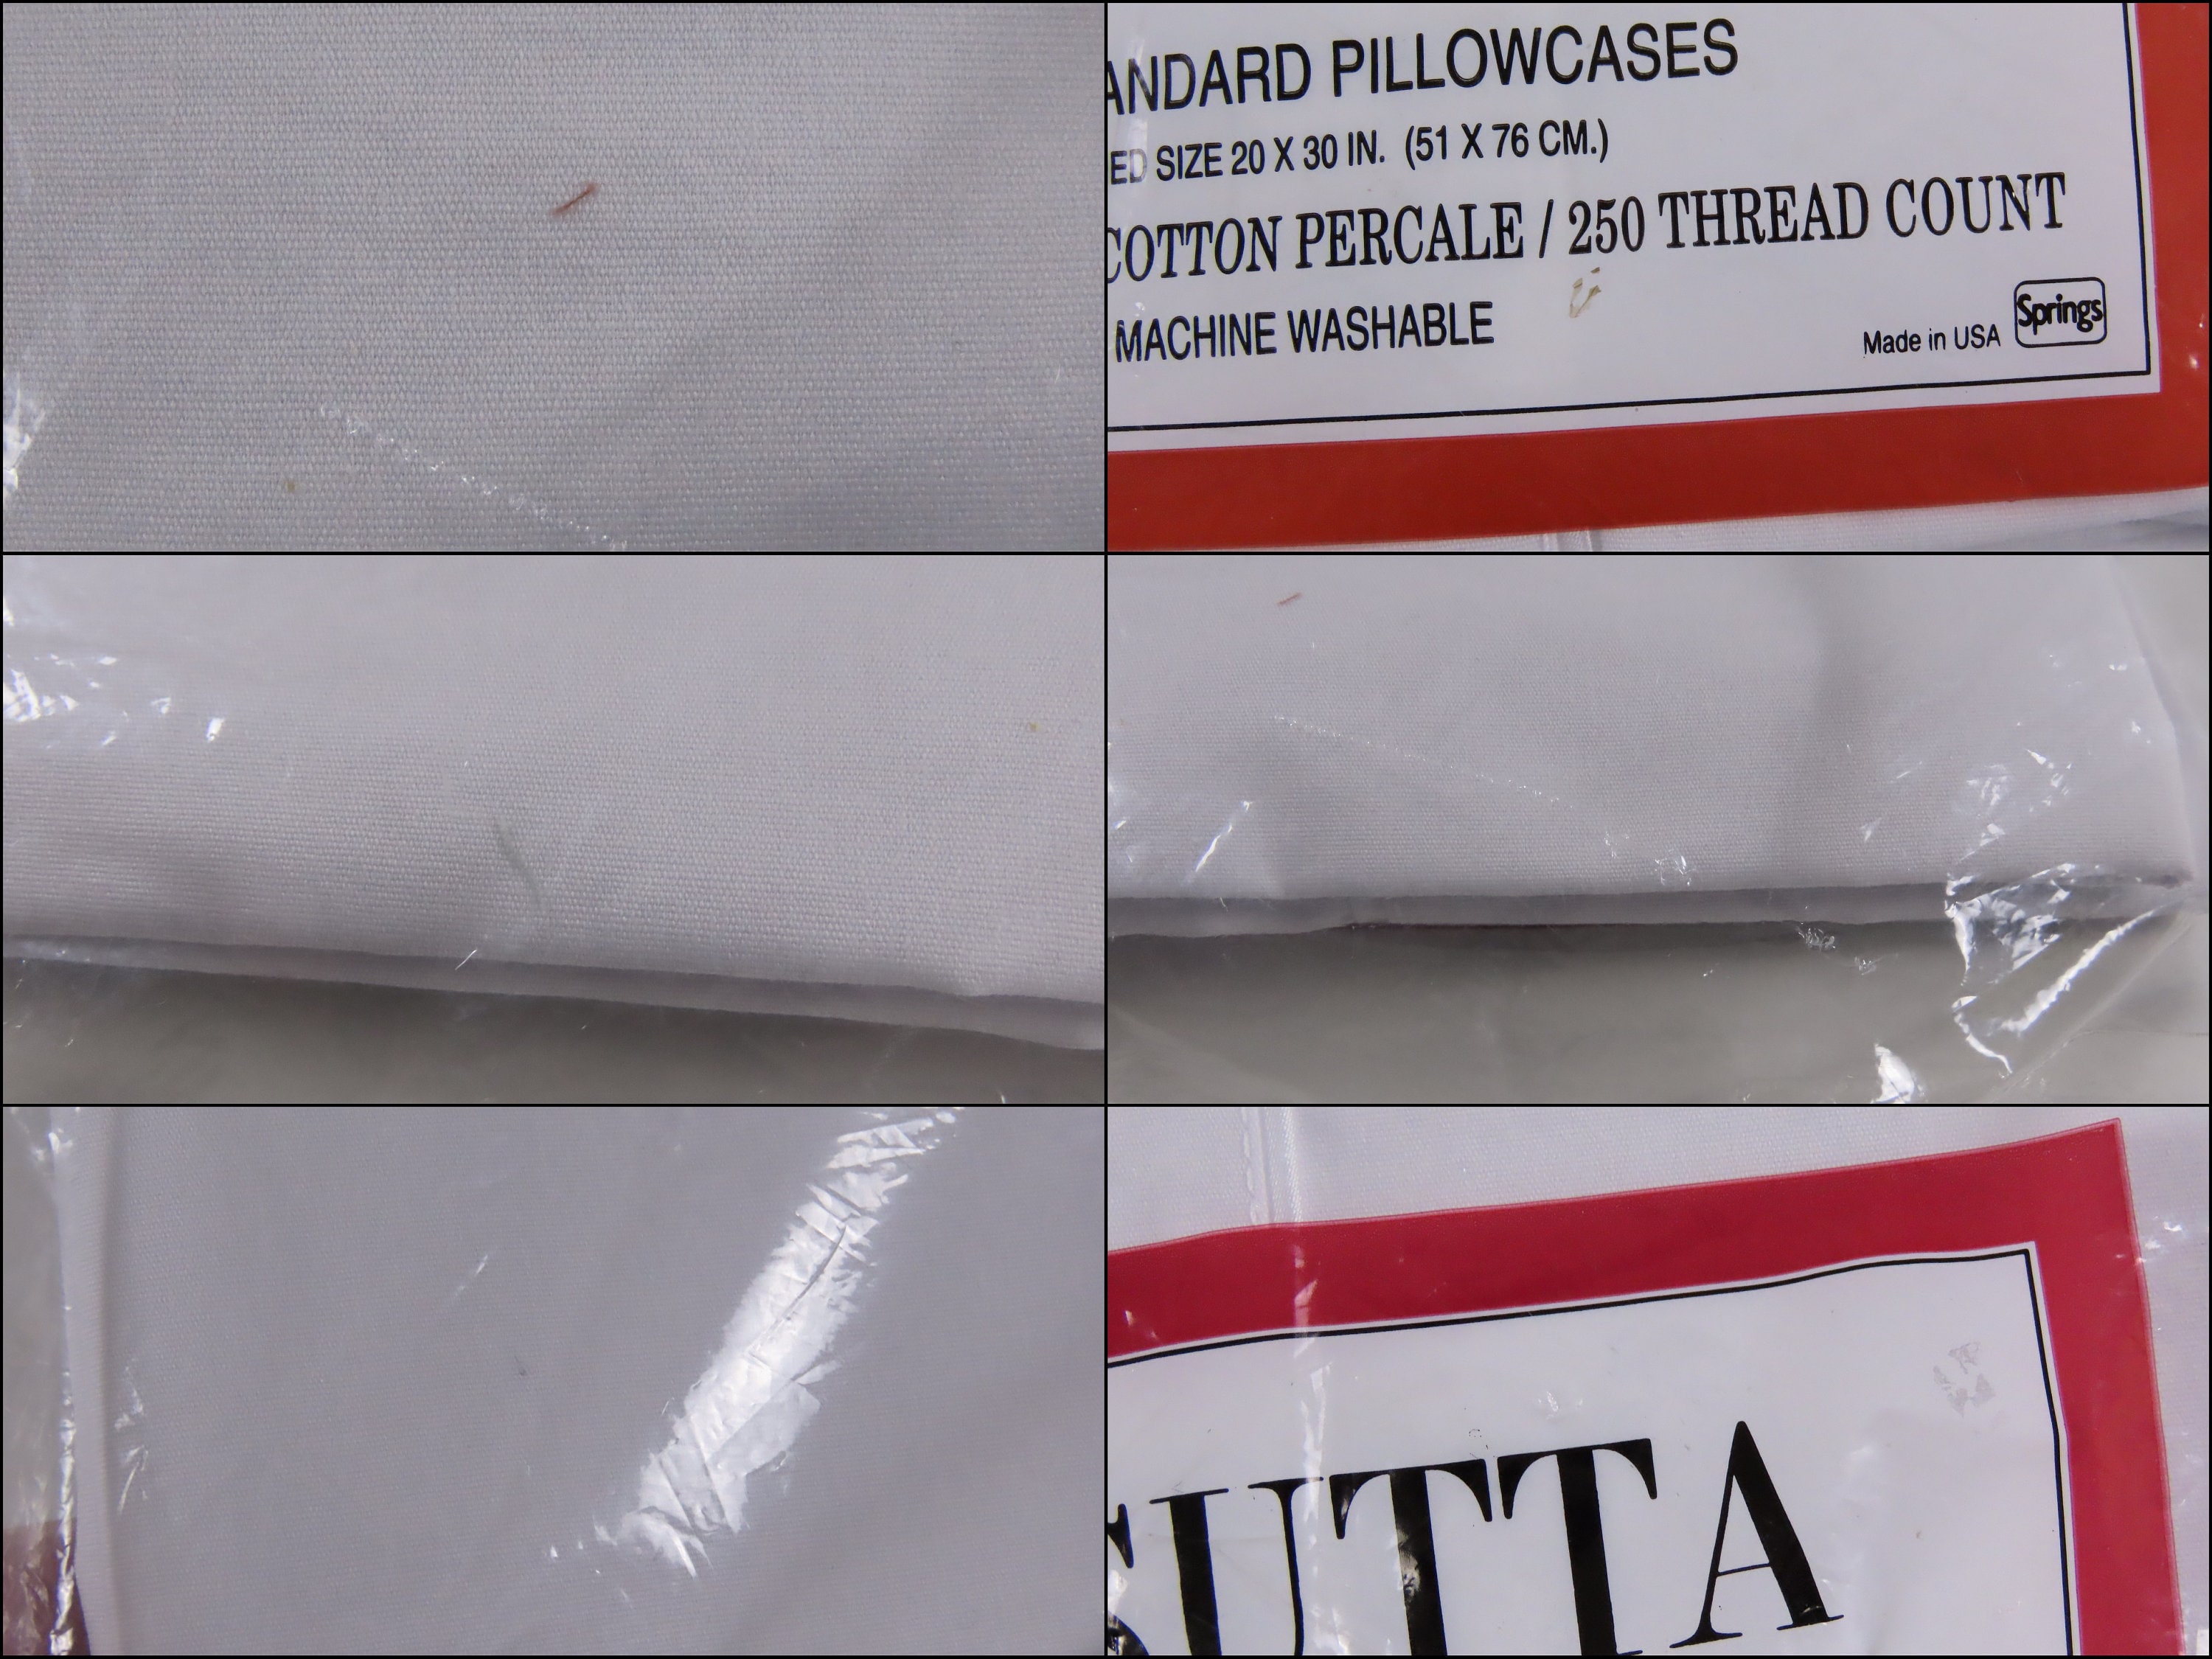 ANDARD PILLOWCASES
ED SIZE 20 X 30 IN. (51 X 76 CM.)
COTTON PERCALE / 250 THREAD COUNT
MACHINE WASHABLE
Made in USA Springs
SUTTA